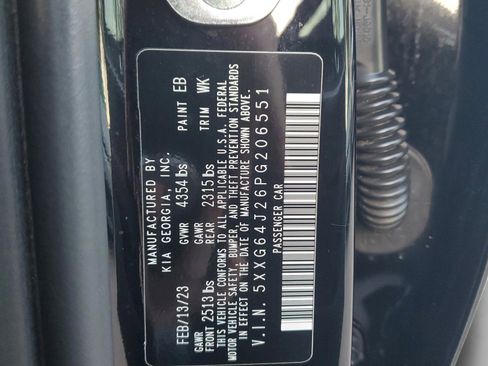 MANUFACTURED BY
KIA GEORGIA, INC.
PAINT EB
FEB/13/23 GVWR 4354 lbs TRIM WK
GAWR GAWR
FRONT 2513 lbs REAR 2315 lbs
THIS VEHICLE CONFORMS TO ALL APPLICABLE U.S.A. FEDERAL
MOTOR VEHICLE SAFETY, BUMPER, AND THEFT PREVENTION STANDARDS
IN EFFECT ON THE DATE OF MANUFACTURE SHOWN ABOVE.
V.I.N. 5XXG64J26PG206551
PASSENGER CAR